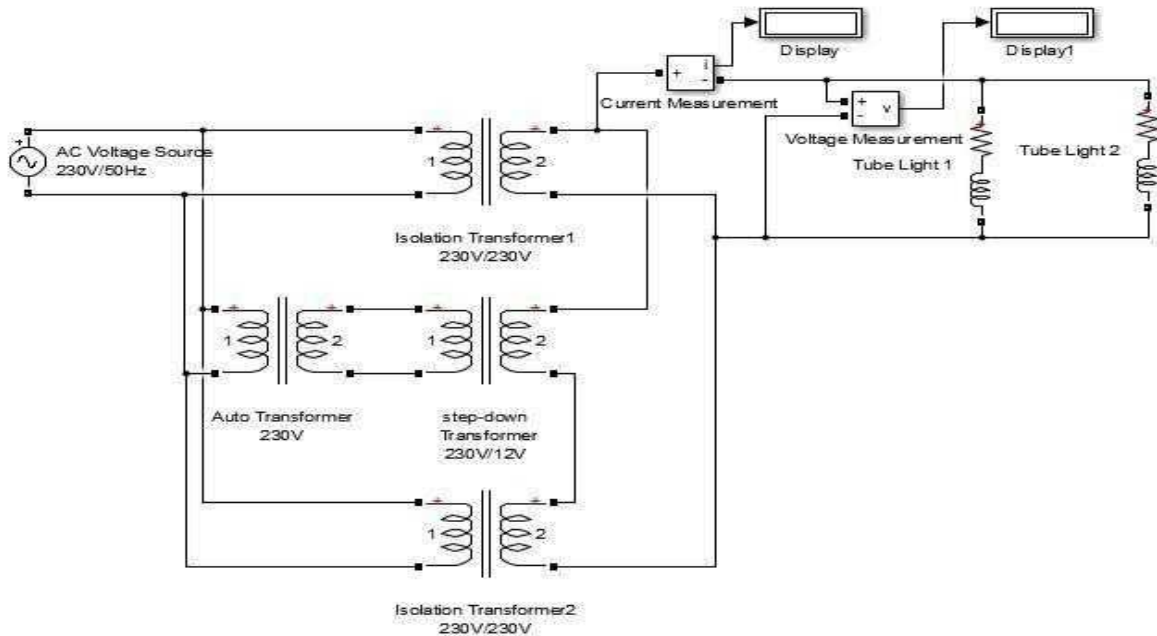 Display
Display1
i
+
-
Current Measurement
+
-
v
Voltage Measurement
Tube Light 1
Tube Light 2
+
AC Voltage Source
230V/50Hz
+
1
+
2
Isolation Transformer1
230V/230V
+
1
+
2
+
1
+
2
Auto Transformer
230V
step-down
Transformer
230V/12V
+
1
+
2
Isolation Transformer2
230V/230V